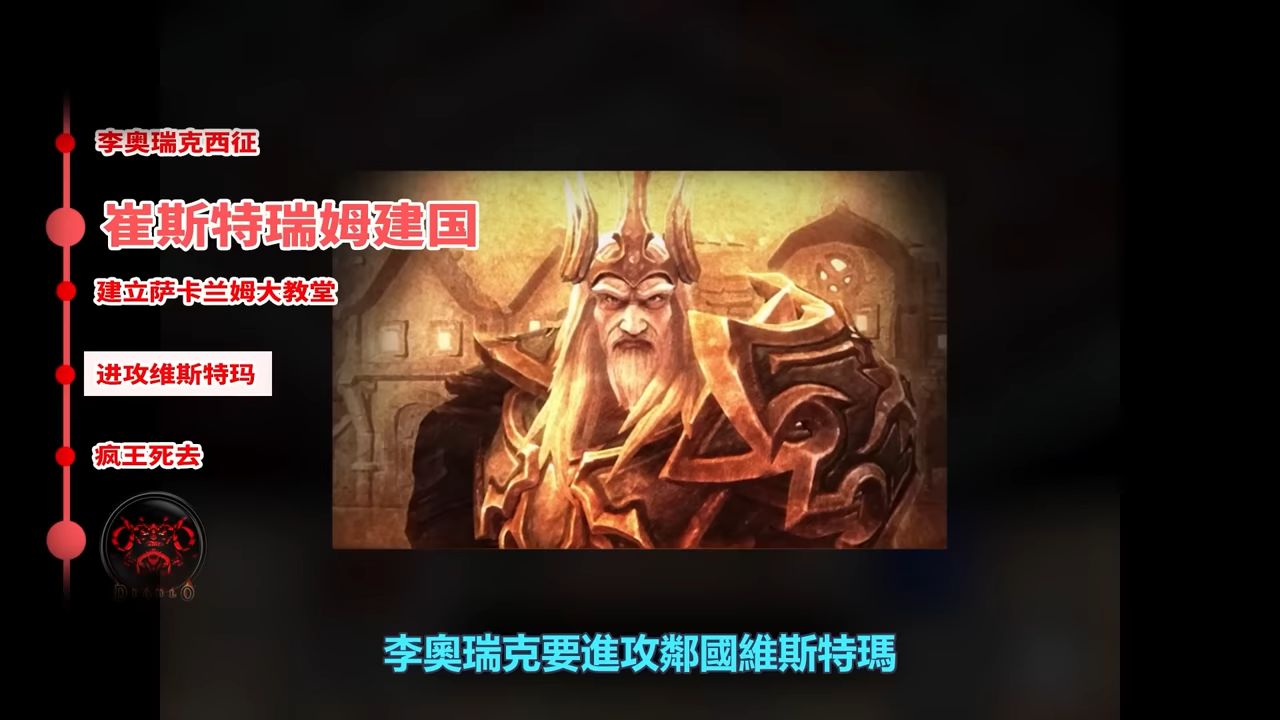 李奥瑞克西征
崔斯特瑞姆建国
建立萨卡兰姆大教堂
进攻维斯特玛
疯王死去
DIABLO
李奧瑞克要進攻鄰國維斯特瑪